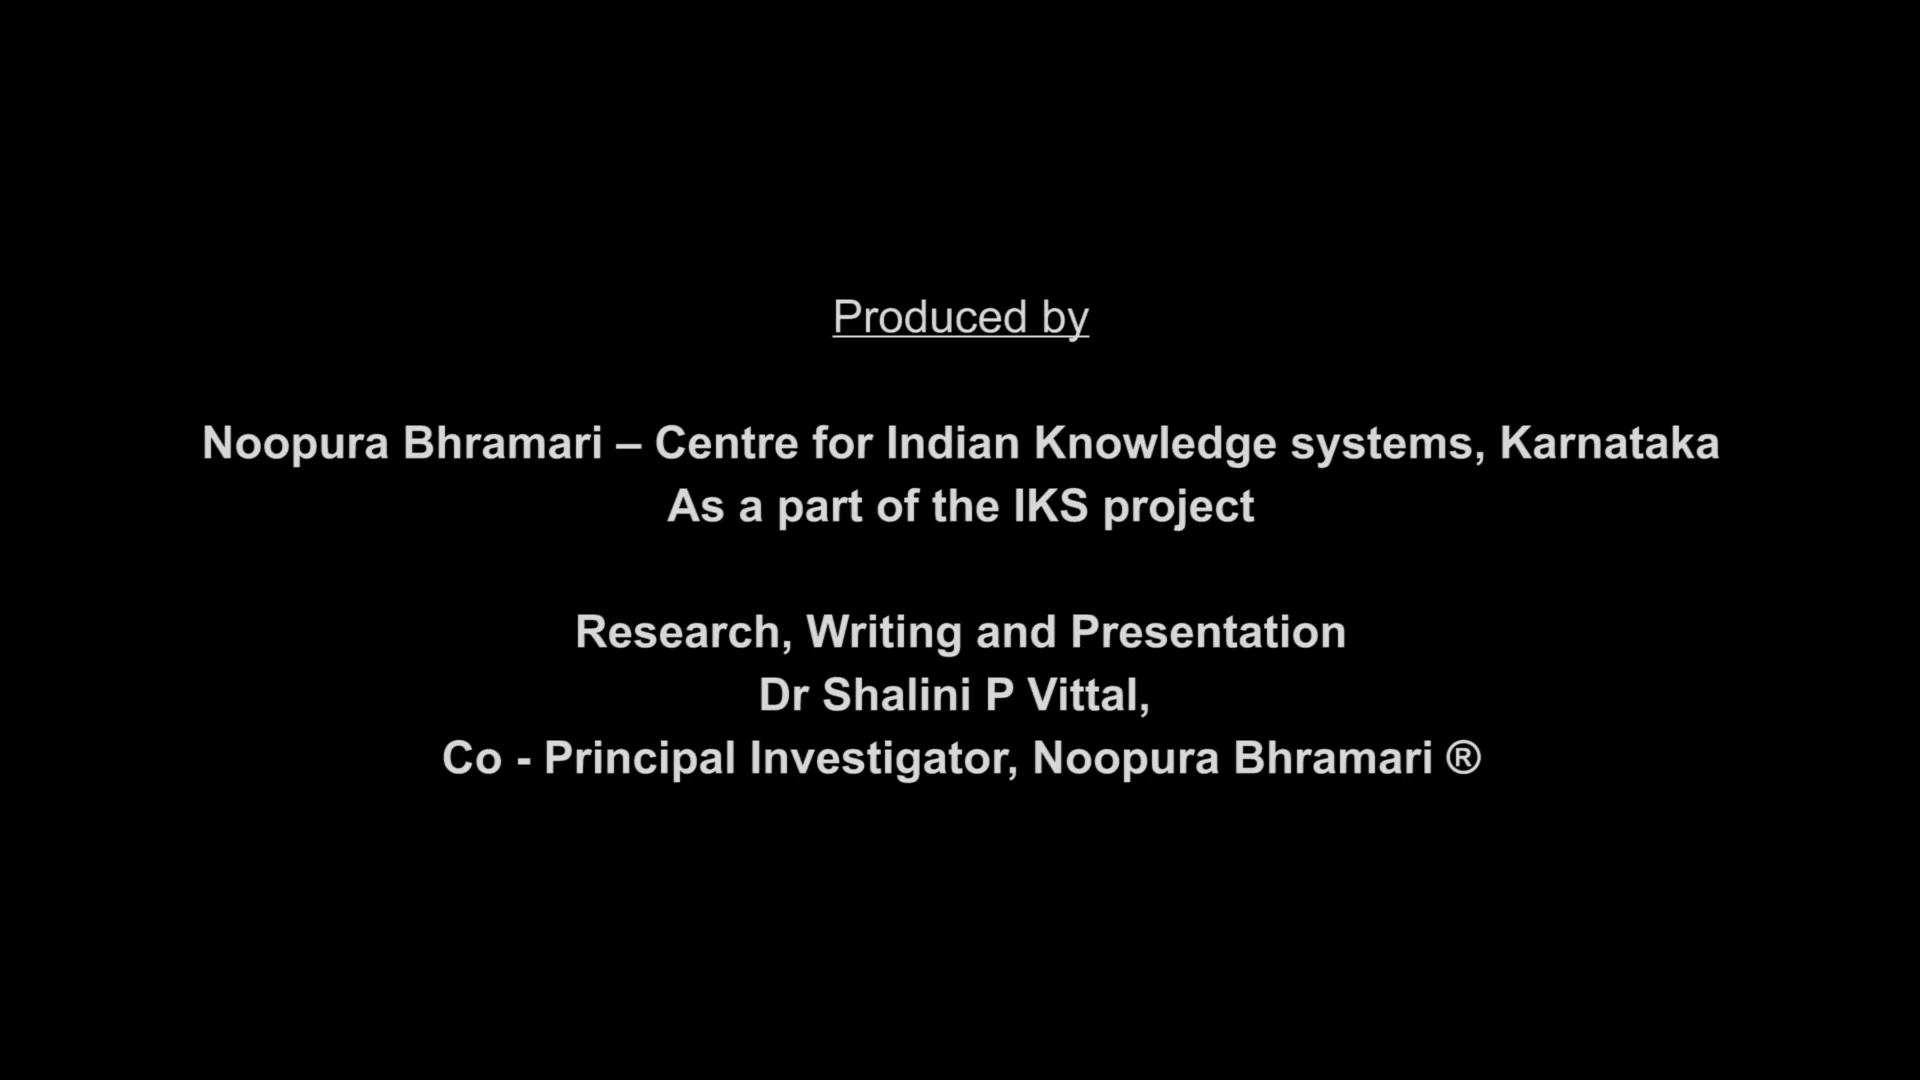 Produced by
Noopura Bhramari – Centre for Indian Knowledge systems, Karnataka
As a part of the IKS project
Research, Writing and Presentation
Dr Shalini P Vittal,
Co - Principal Investigator, Noopura Bhramari ®